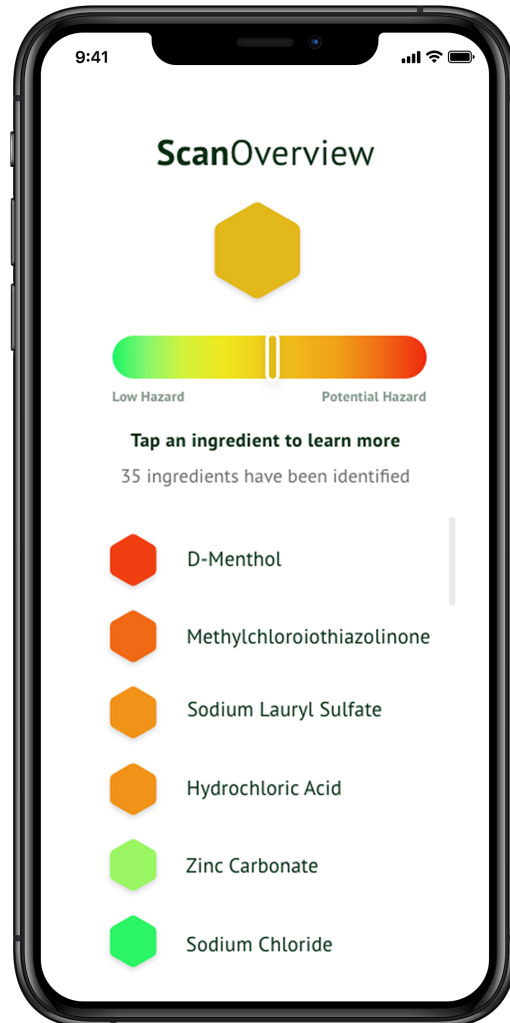 9:41
ScanOverview
Low Hazard
Potential Hazard
Tap an ingredient to learn more
35 ingredients have been identified
D-Menthol
Methylchloroiothiazolinone
Sodium Lauryl Sulfate
Hydrochloric Acid
Zinc Carbonate
Sodium Chloride